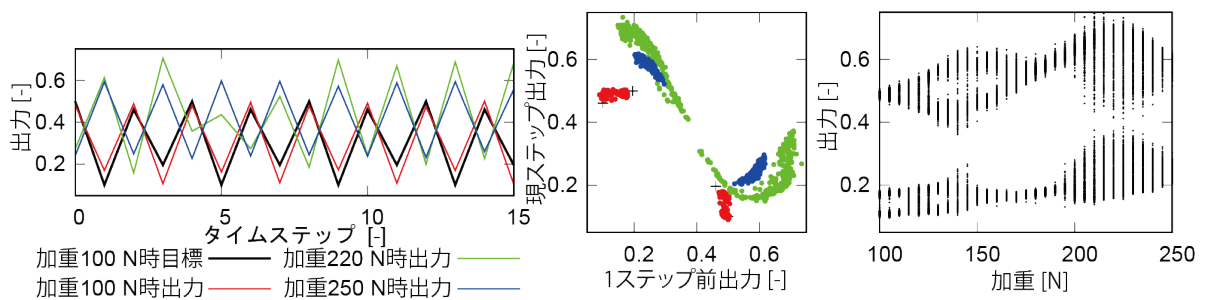 出力 [-]
0.6
0.4
0.2
0
5
10
15
タイムステップ [-]
加重100 N時目標
加重220 N時出力
加重100 N時出力
加重250 N時出力
現ステップ出力 [-]
0.6
0.4
0.2
0.2
0.4
0.6
1ステップ前出力 [-]
出力 [-]
0.6
0.4
0.2
100
150
200
250
加重 [N]